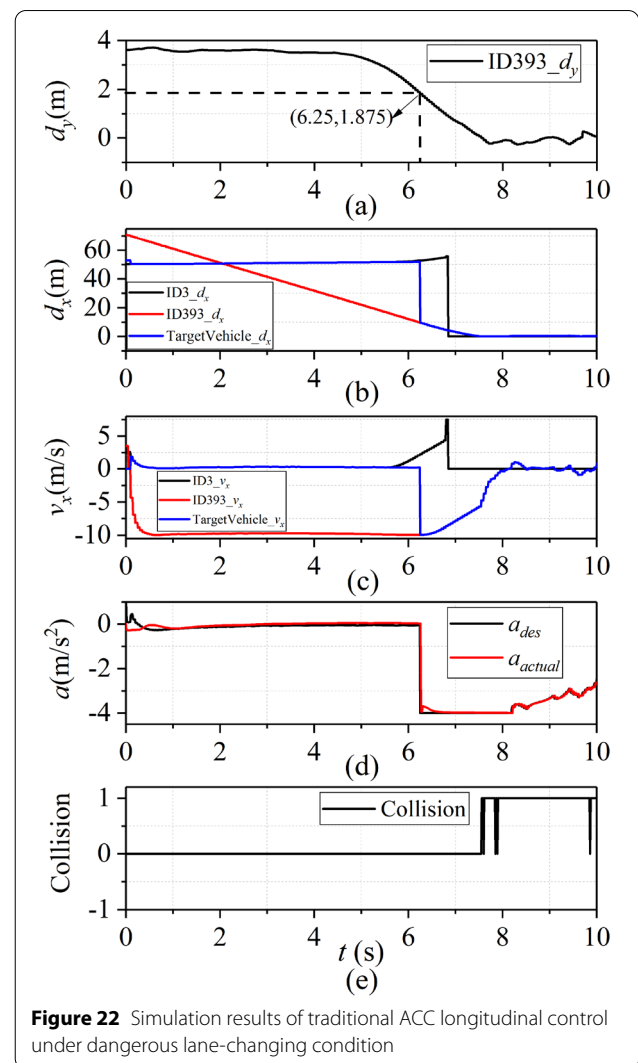 4
2
0
d_y(m)
ID393_d_y
(6.25,1.875)
0 2 4 6 8 10
(a)
60
40
20
0
d_x(m)
ID3_d_x
ID393_d_x
TargetVehicle_d_x
0 2 4 6 8 10
(b)
5
0
-5
-10
v_x(m/s)
ID3_v_x
ID393_v_x
TargetVehicle_v_x
0 2 4 6 8 10
(c)
0
-2
-4
a(m/s²)
a_des
a_actual
0 2 4 6 8 10
(d)
1
0
-1
Collision
Collision
0 2 4 6 8 10
t (s)
(e)
Figure 22 Simulation results of traditional ACC longitudinal control
under dangerous lane-changing condition